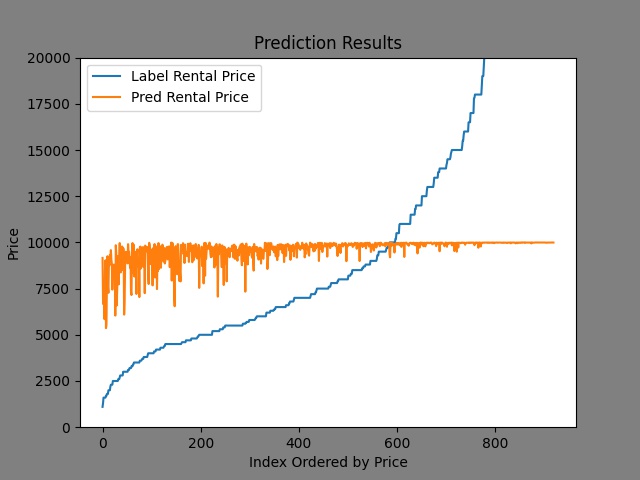 Prediction Results
20000
17500
15000
12500
10000
7500
5000
2500
0
Price
Label Rental Price
Pred Rental Price
0 200 400 600 800
Index Ordered by Price